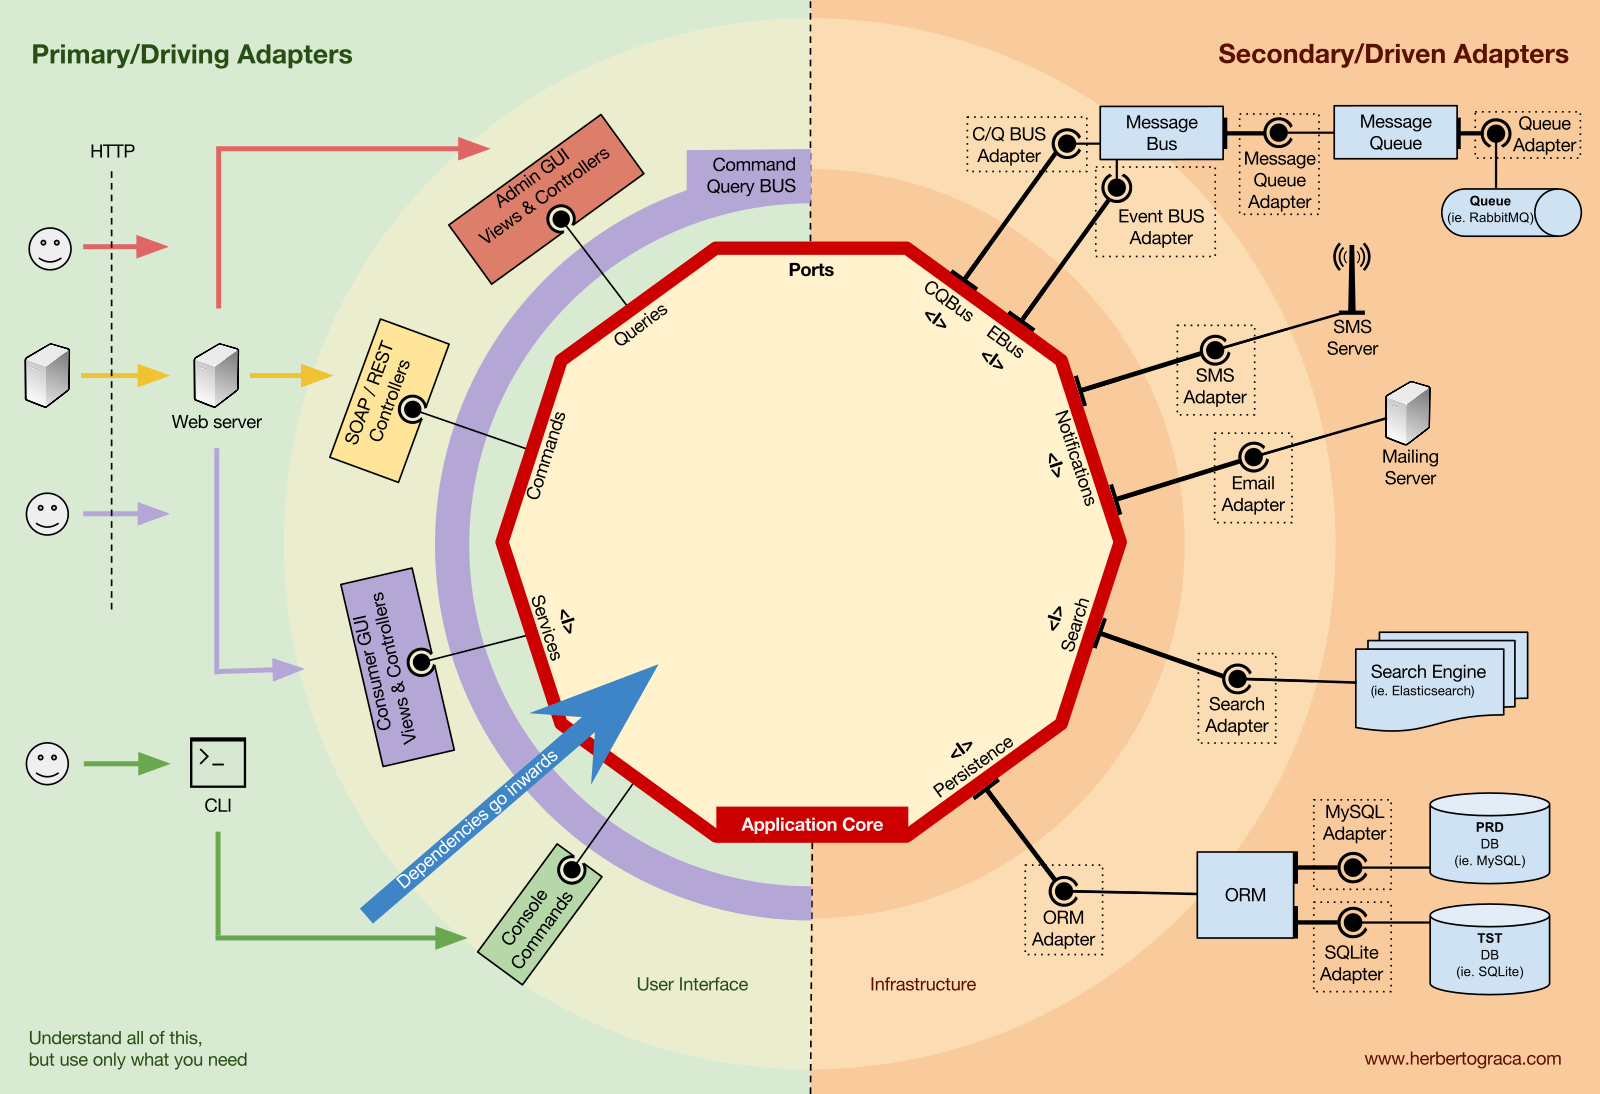 Primary/Driving Adapters
Secondary/Driven Adapters
HTTP
Admin GUI
Views & Controllers
Command
Query BUS
C/Q BUS
Adapter
Message
Bus
Message
Queue
Adapter
Message
Queue
Queue
Adapter
Queue
(ie. RabbitMQ)
Event BUS
Adapter
Ports
Queries
CQBus
</>
EBus
</>
SMS
Server
SMS
Adapter
Web server
SOAP / REST
Controllers
Commands
Notifications
</>
Mailing
Server
Email
Adapter
Consumer GUI
Views & Controllers
Services
</>
Search
</>
Search
Adapter
Search Engine
(ie. Elasticsearch)
>_
CLI
Dependencies go inwards
Persistence
</>
Application Core
Console
Commands
ORM
Adapter
ORM
MySQL
Adapter
PRD
DB
(ie. MySQL)
SQLite
Adapter
TST
DB
(ie. SQLite)
User Interface
Infrastructure
Understand all of this,
but use only what you need
www.herbertograca.com